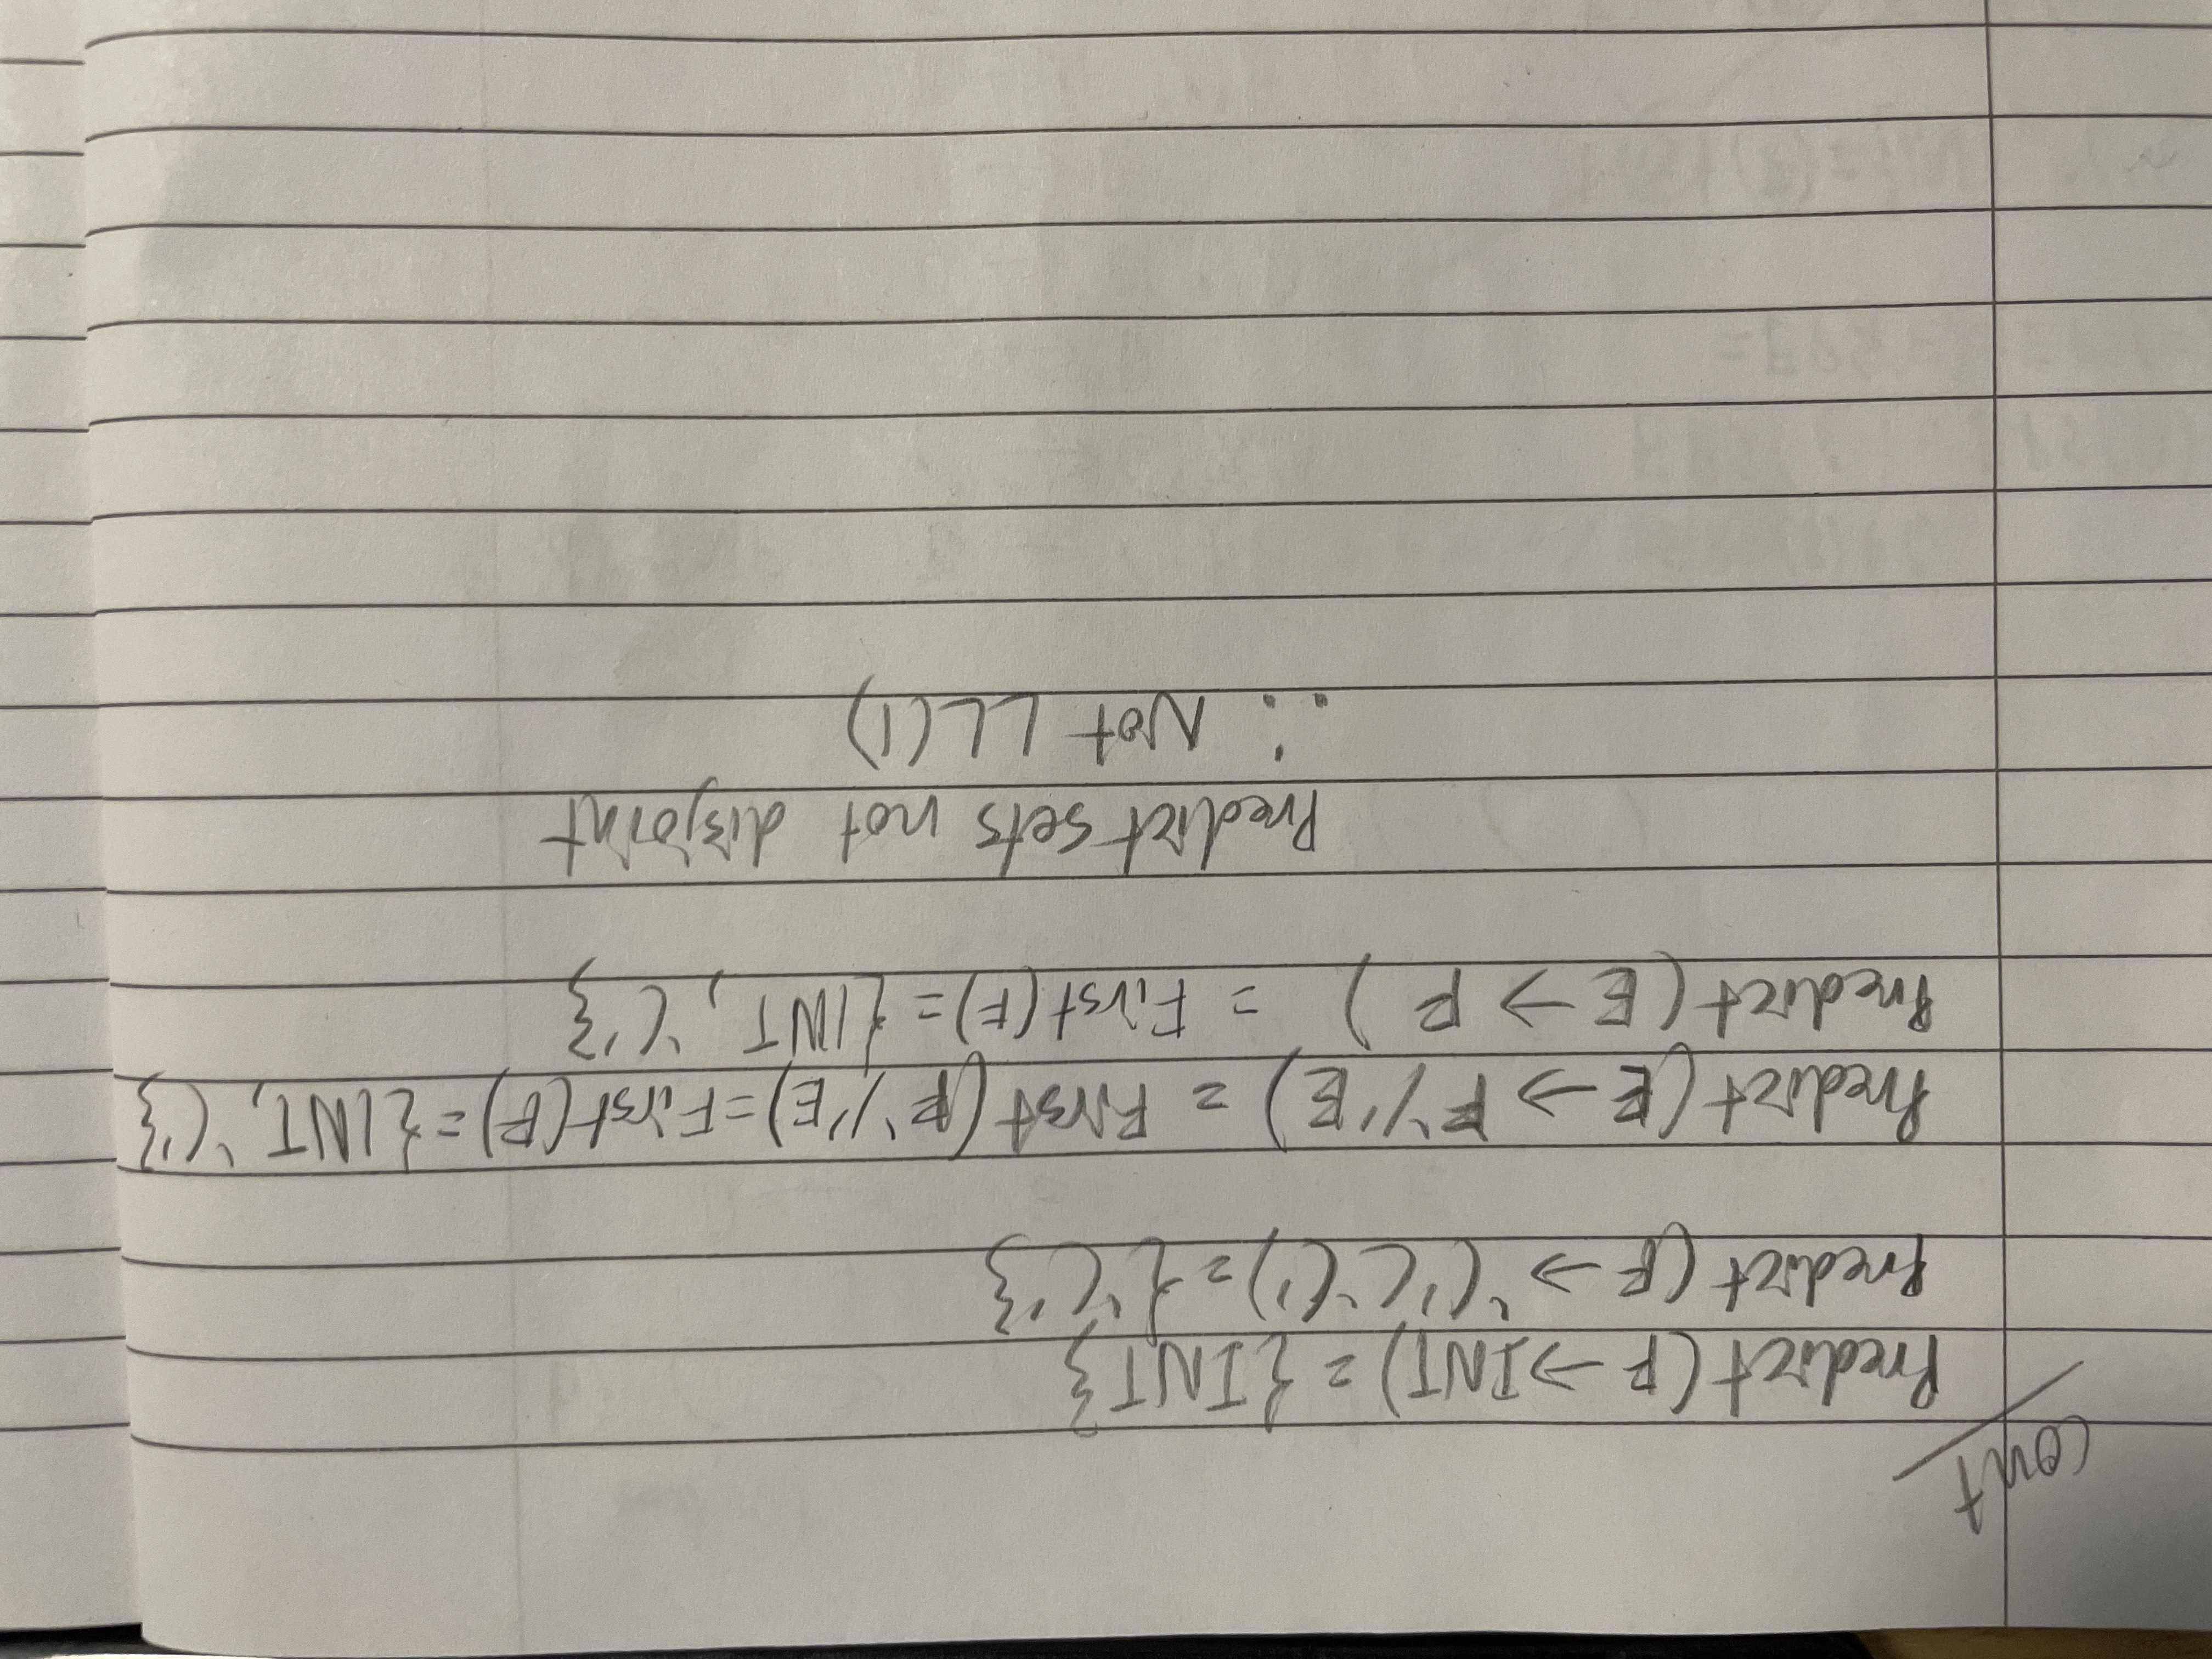 cont
Predict (F → INT) = {INT}
Predict (F → '(' ( '(') = {'('}
Predict (E → F '/' E) = First (F '/' E) = First (F) = {INT, '('}
Predict (E → F) = First (F) = {INT, '('}
Predict sets not disjoint
∴ Not LL(1)